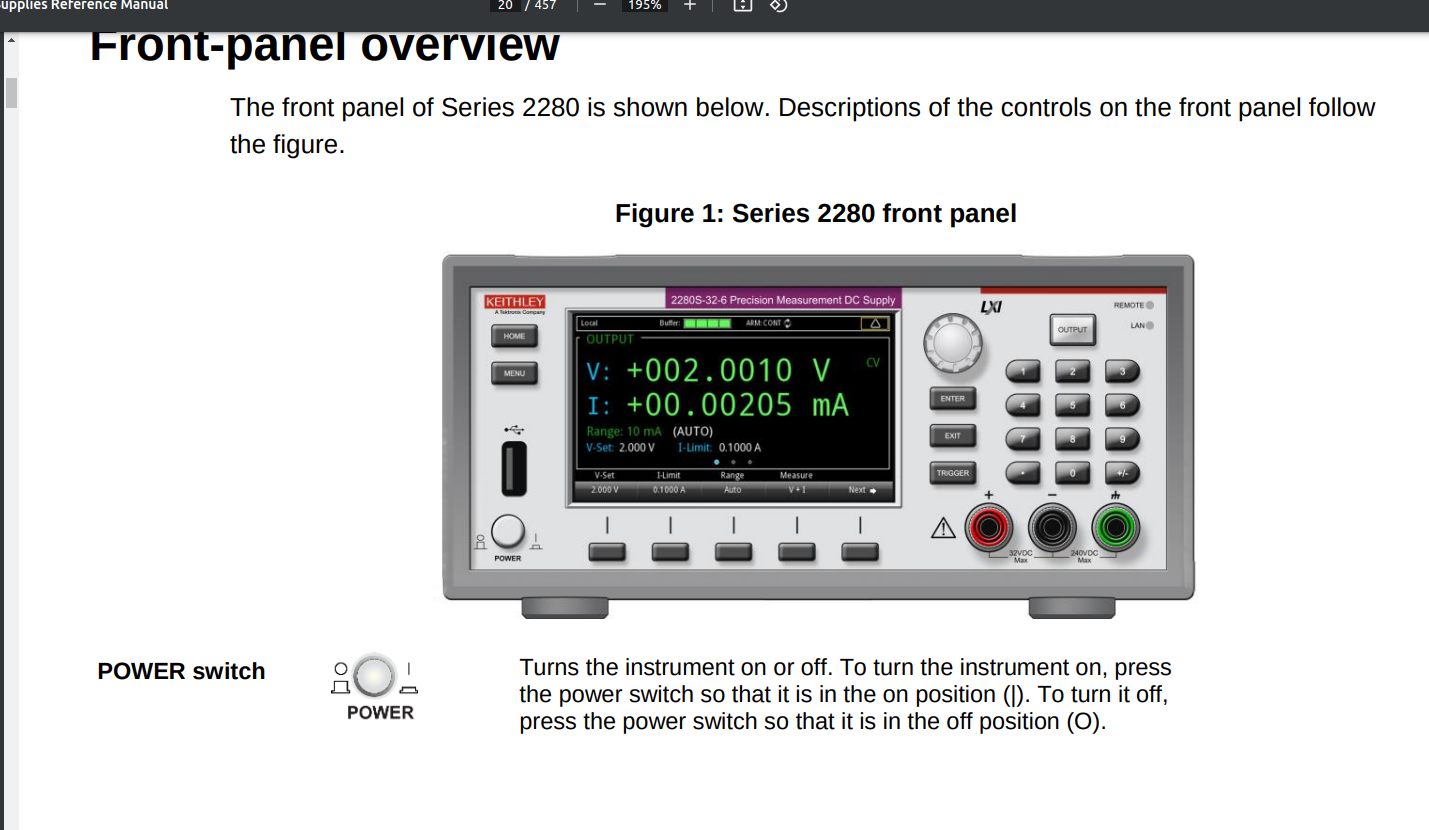 upplies Reference Manual
20 / 457
195%
Front-panel overview
The front panel of Series 2280 is shown below. Descriptions of the controls on the front panel follow
the figure.
Figure 1: Series 2280 front panel
KEITHLEY
A Tektronix Company
2280S-32-6 Precision Measurement DC Supply
LXI
REMOTE
LAN
HOME
MENU
Local
Buffer:
ARM:CONT
OUTPUT
V: +002.0010 V
CV
I: +00.00205 mA
Range: 10 mA (AUTO)
V-Set: 2.000 V I-Limit: 0.1000 A
V-Set I-Limit Range Measure
2.000 V 0.1000 A Auto V + I Next
POWER
OUTPUT
ENTER
EXIT
TRIGGER
1 2 3
4 5 6
7 8 9
. 0 +/-
+ −
32VDC
Max
240VDC
Max
POWER switch
POWER
Turns the instrument on or off. To turn the instrument on, press
the power switch so that it is in the on position (|). To turn it off,
press the power switch so that it is in the off position (O).